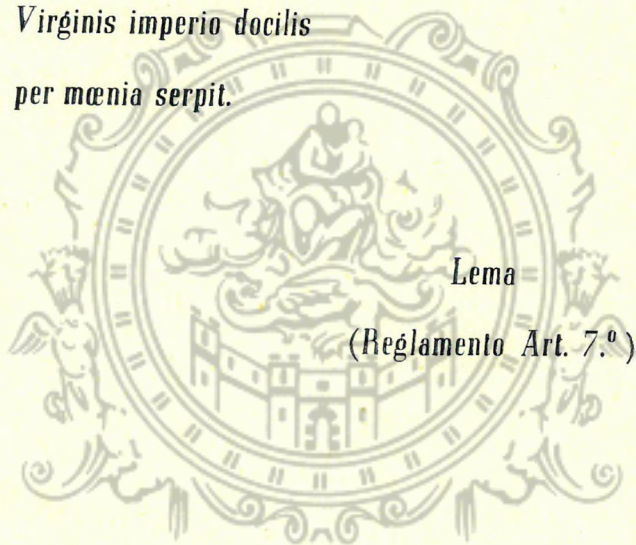 Virginis imperio docilis
per mœnia serpit.
Lema
(Reglamento Art. 7.º)